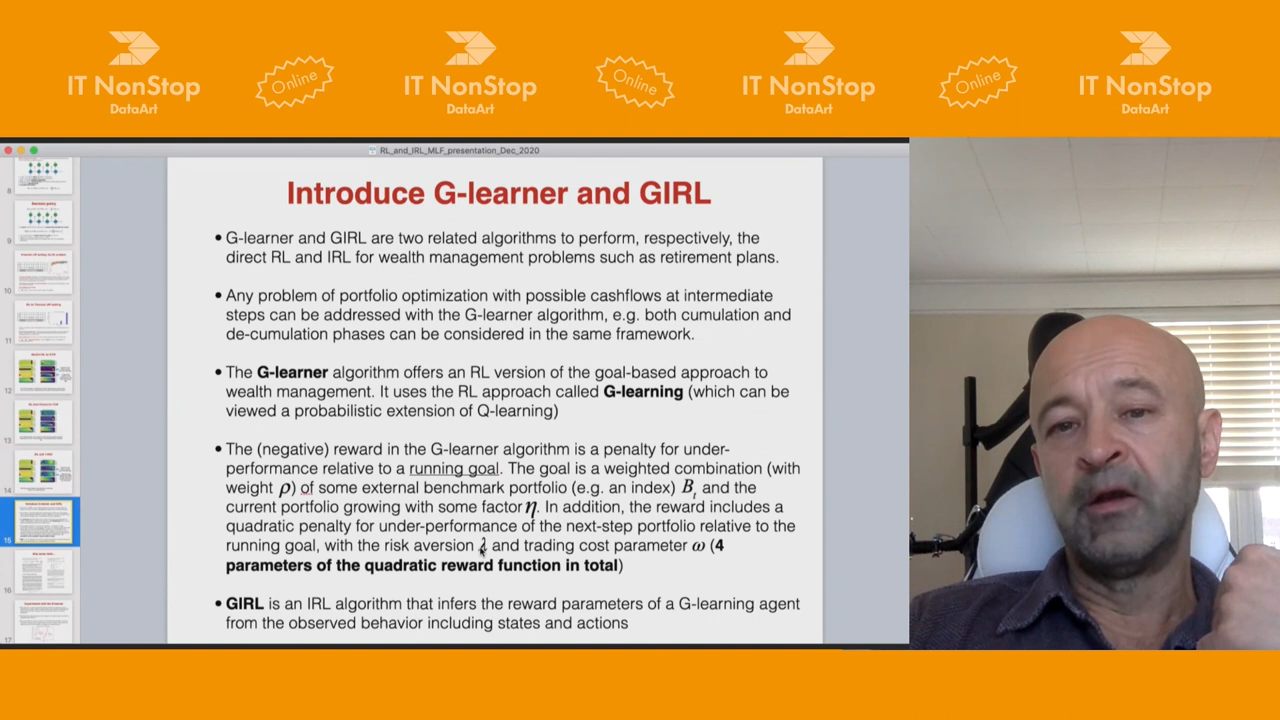 IT NonStop
DataArt
Online
IT NonStop
DataArt
Online
IT NonStop
DataArt
Online
IT NonStop
DataArt
RL_and_IRL_MLF_presentation_Dec_2020
Introduce G-learner and GIRL
• G-learner and GIRL are two related algorithms to perform, respectively, the
direct RL and IRL for wealth management problems such as retirement plans.
• Any problem of portfolio optimization with possible cashflows at intermediate
steps can be addressed with the G-learner algorithm, e.g. both cumulation and
de-cumulation phases can be considered in the same framework.
• The G-learner algorithm offers an RL version of the goal-based approach to
wealth management. It uses the RL approach called G-learning (which can be
viewed a probabilistic extension of Q-learning)
• The (negative) reward in the G-learner algorithm is a penalty for under-
performance relative to a running goal. The goal is a weighted combination (with
weight ρ) of some external benchmark portfolio (e.g. an index) B_t and the
current portfolio growing with some factor η. In addition, the reward includes a
quadratic penalty for under-performance of the next-step portfolio relative to the
running goal, with the risk aversion λ and trading cost parameter ω (4
parameters of the quadratic reward function in total)
• GIRL is an IRL algorithm that infers the reward parameters of a G-learning agent
from the observed behavior including states and actions
8
9
10
11
12
13
14
15
16
17